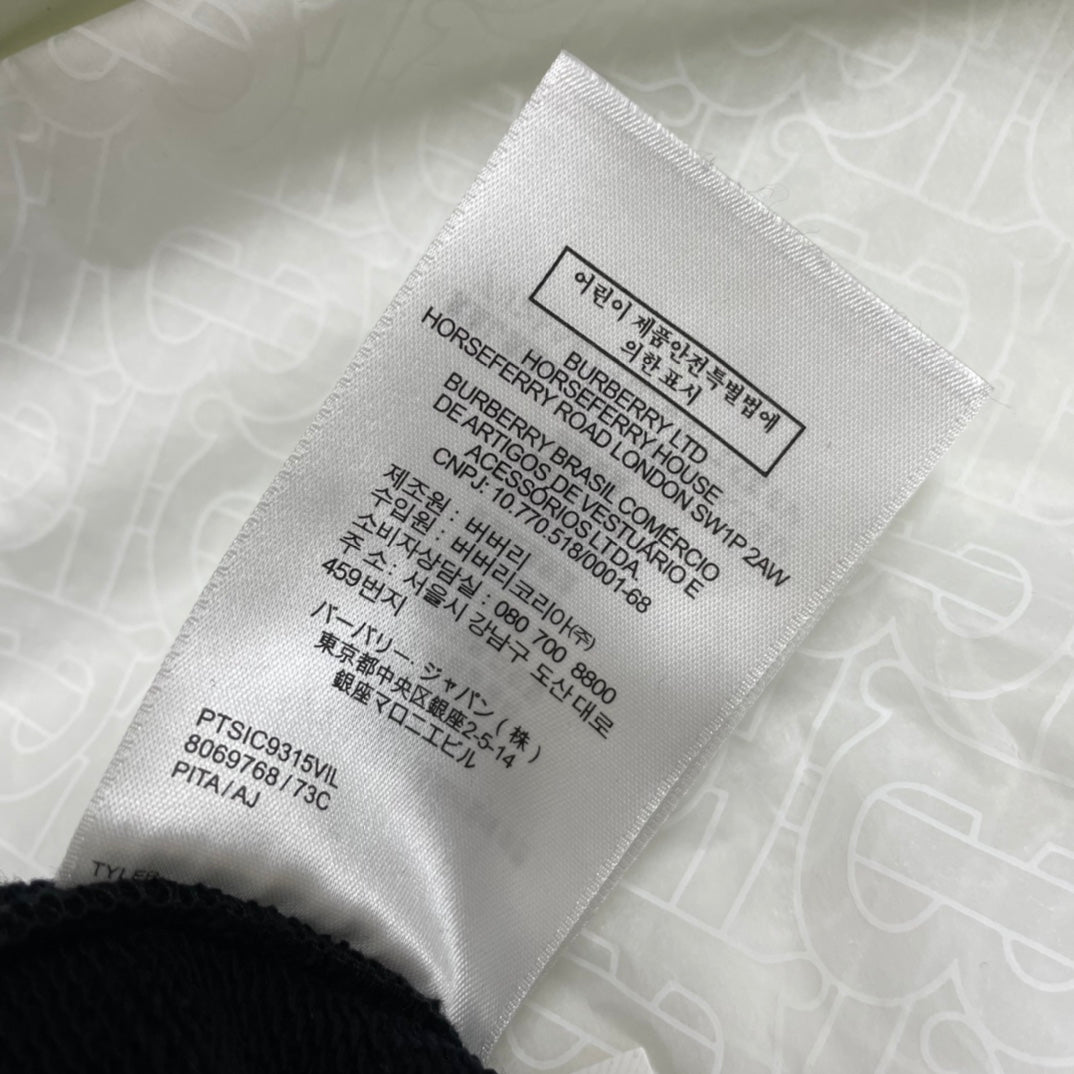 어린이 제품안전특별법에
의한 표시
BURBERRY LTD
HORSEFERRY HOUSE
HORSEFERRY ROAD LONDON SW1P 2AW
BURBERRY BRASIL COMÉRCIO
DE ARTIGOS DE VESTUÁRIO E
ACESSÓRIOS LTDA
CNPJ: 10.770.518/0001-68
제조원 : 버버리
수입원 : 버버리코리아(주)
소비자상담실 : 080 700 8800
주 소 : 서울시 강남구 도산대로
459번지
バーバリー・ジャパン ( 株 )
東京都中央区銀座2-5-14
銀座マロニエビル
PTSIC9315VIL
8069768 / 73C
PITA / AJ